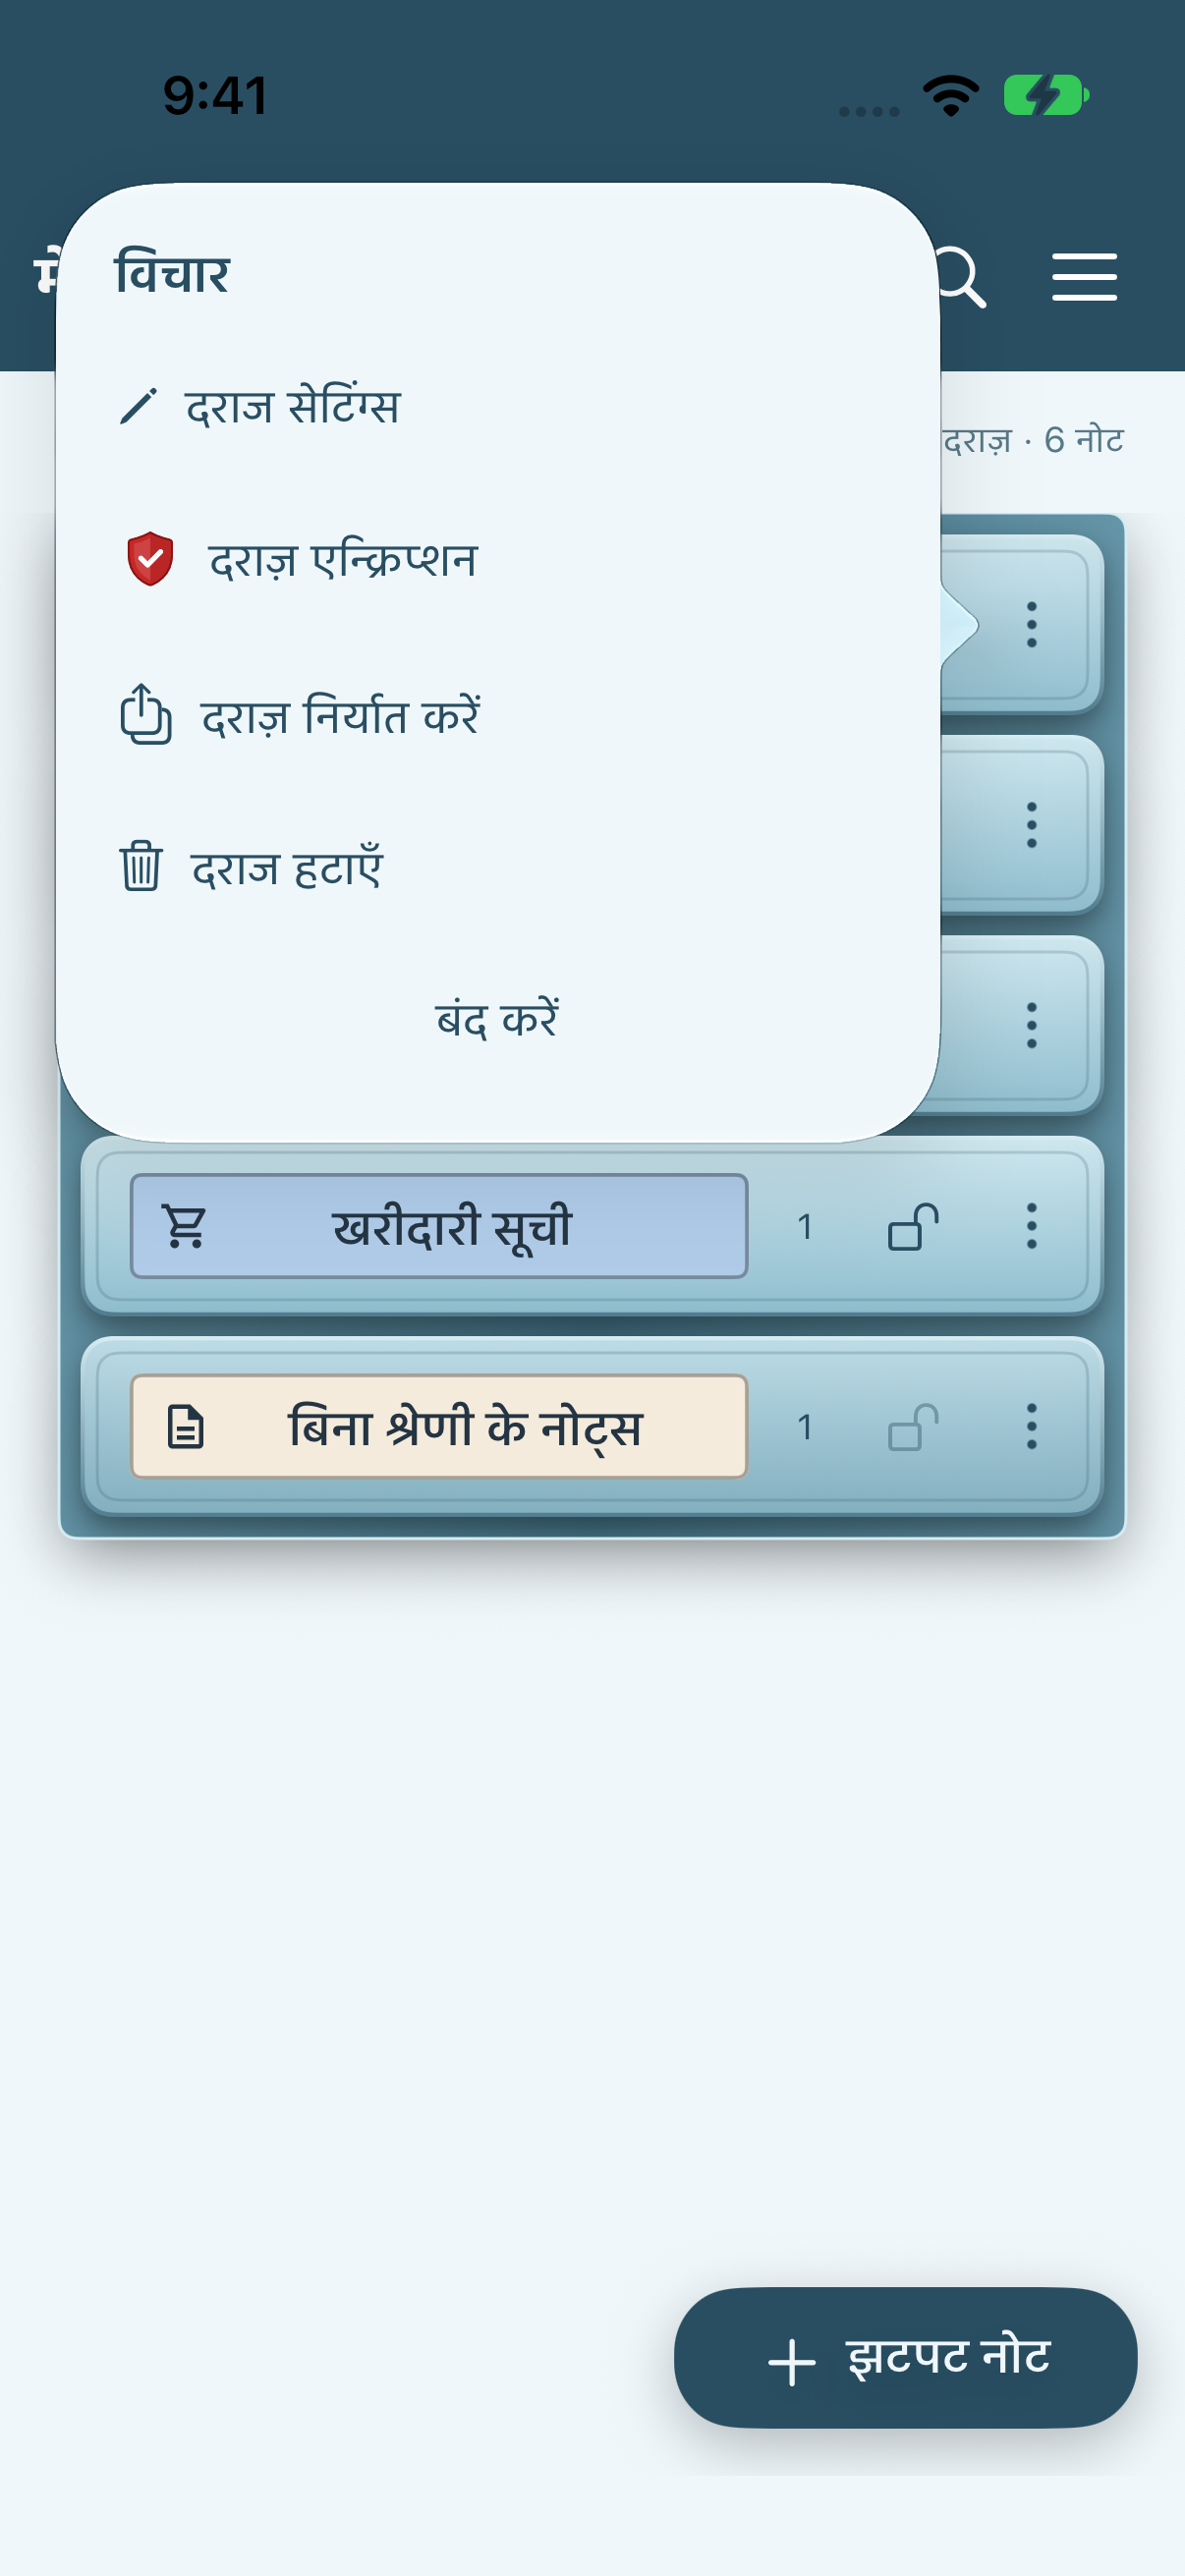 9:41
विचार
दराज सेटिंग्स
दराज़ · 6 नोट
दराज़ एन्क्रिप्शन
दराज़ निर्यात करें
दराज हटाएँ
बंद करें
खरीदारी सूची 1
बिना श्रेणी के नोट्स 1
झटपट नोट